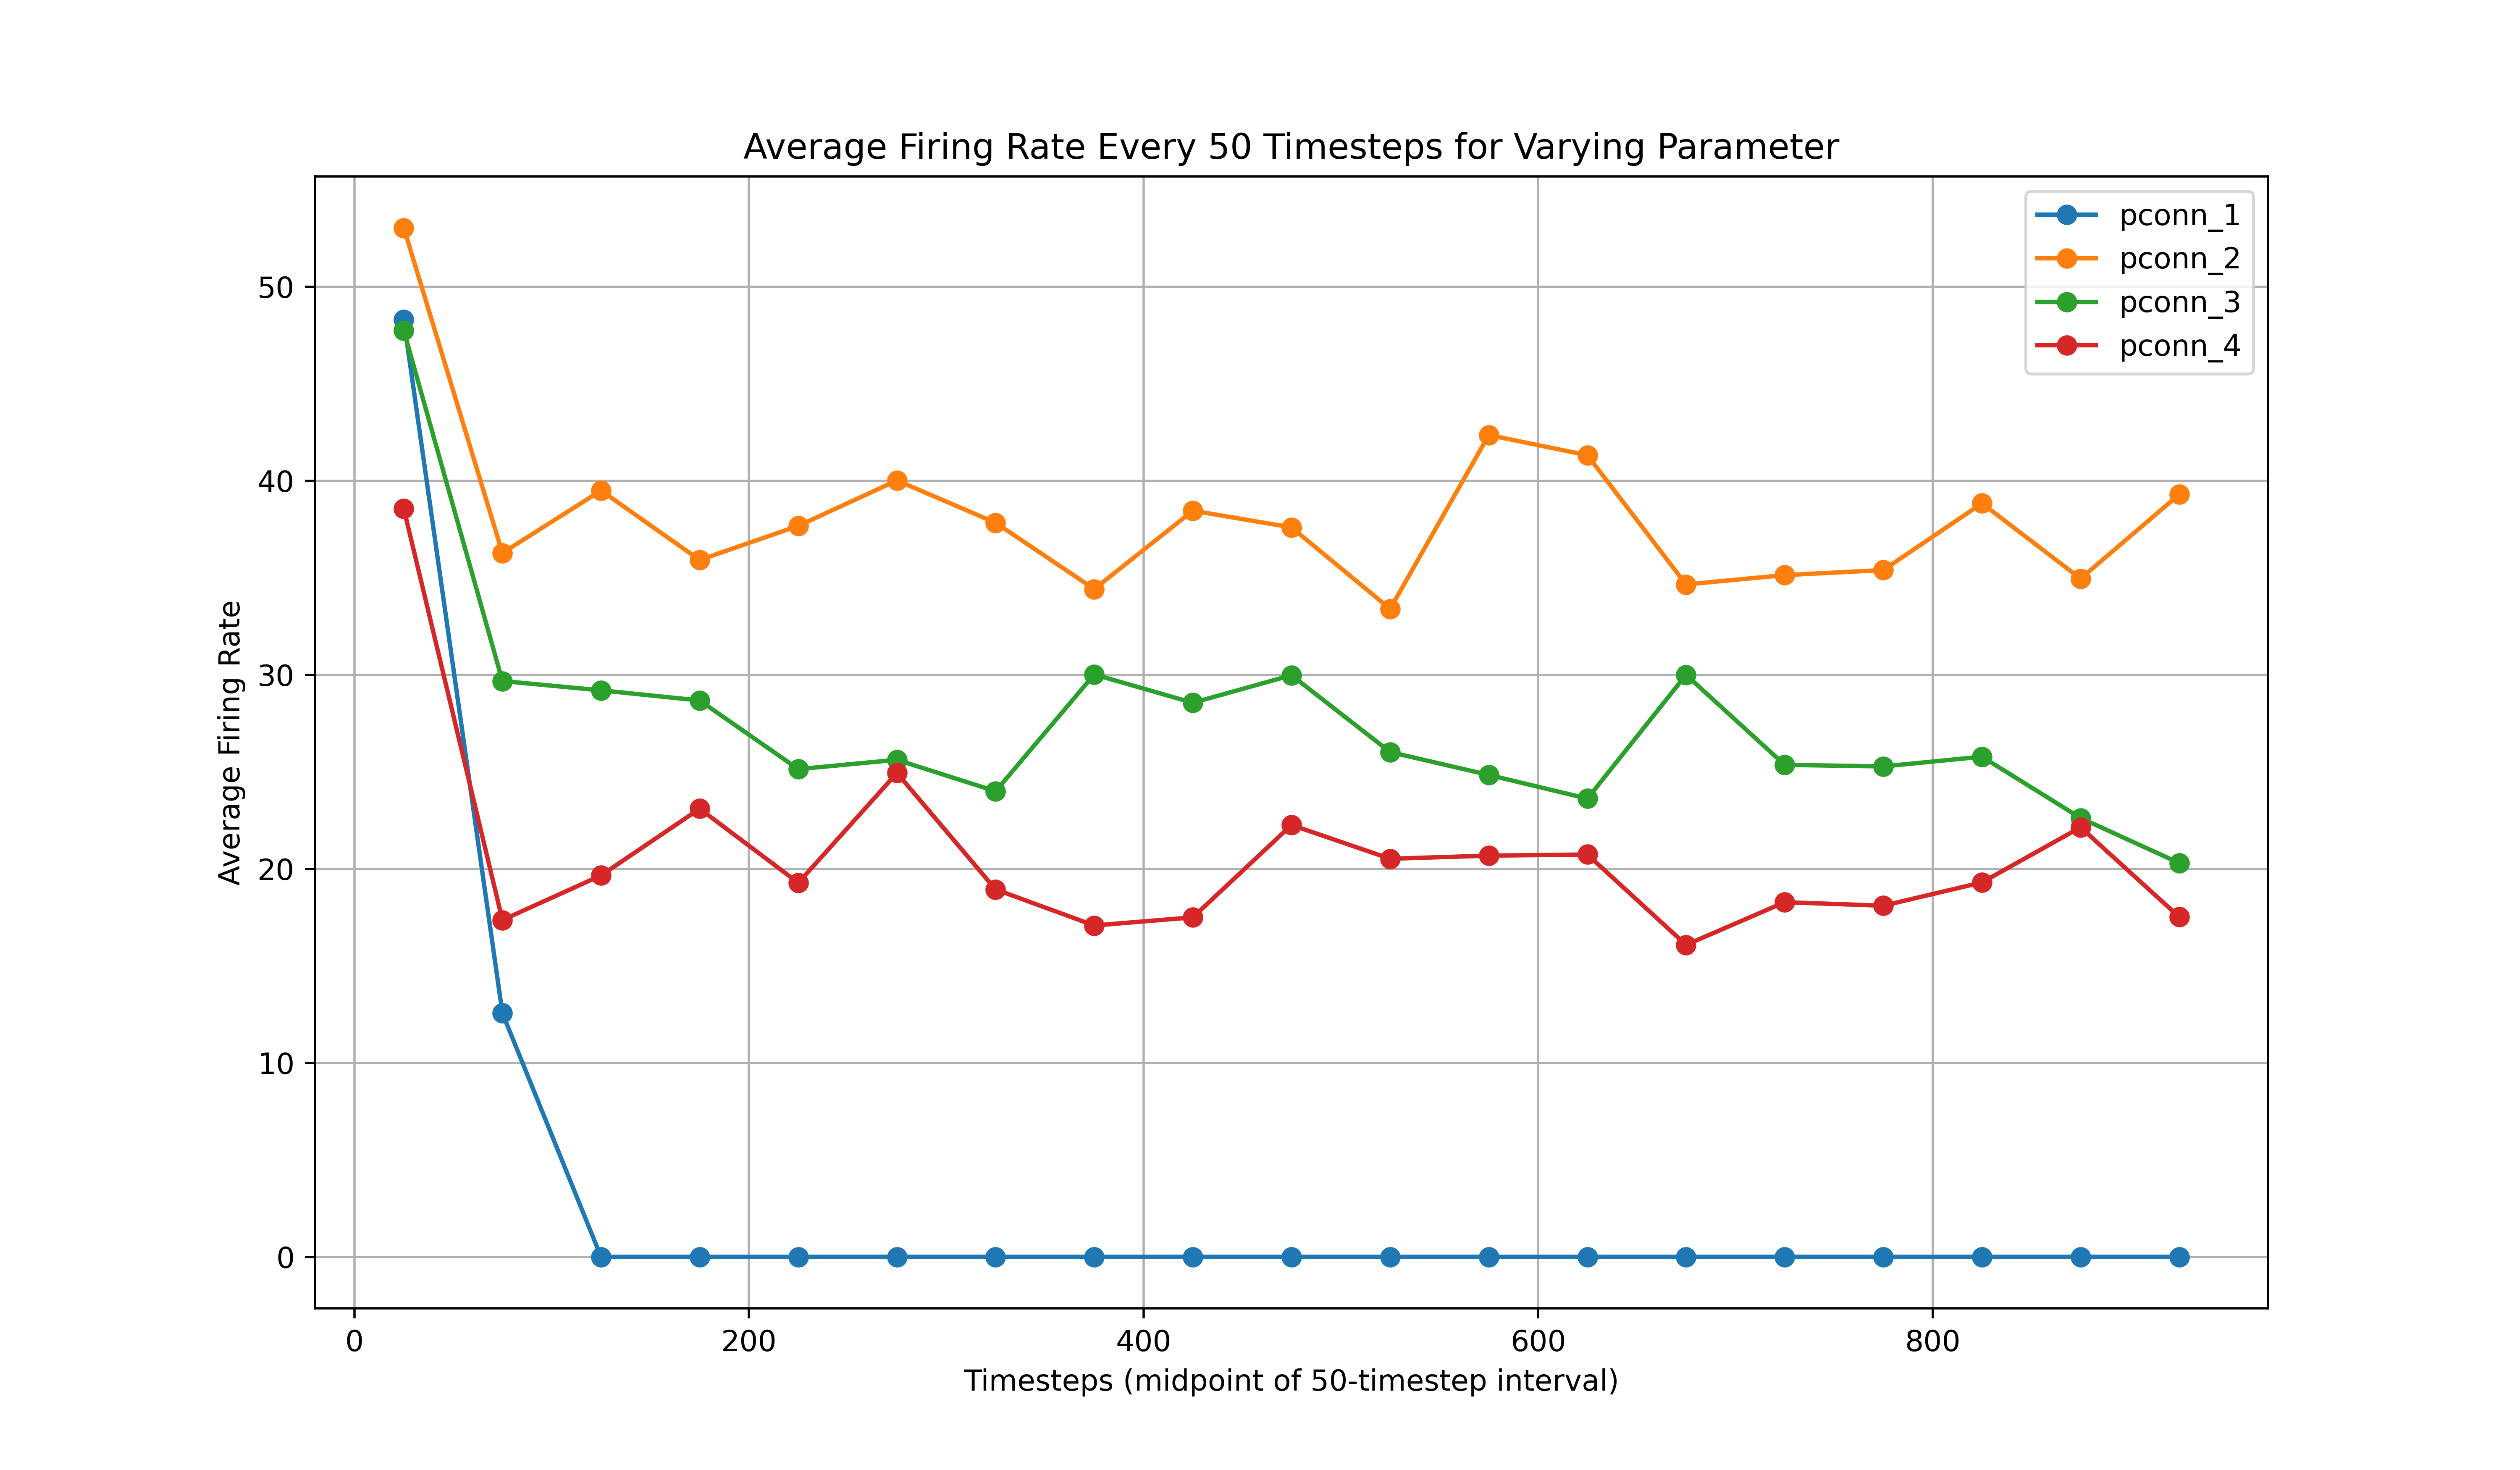 Average Firing Rate Every 50 Timesteps for Varying Parameter
pconn_1
pconn_2
pconn_3
pconn_4
Average Firing Rate
50
40
30
20
10
0
0 200 400 600 800
Timesteps (midpoint of 50-timestep interval)